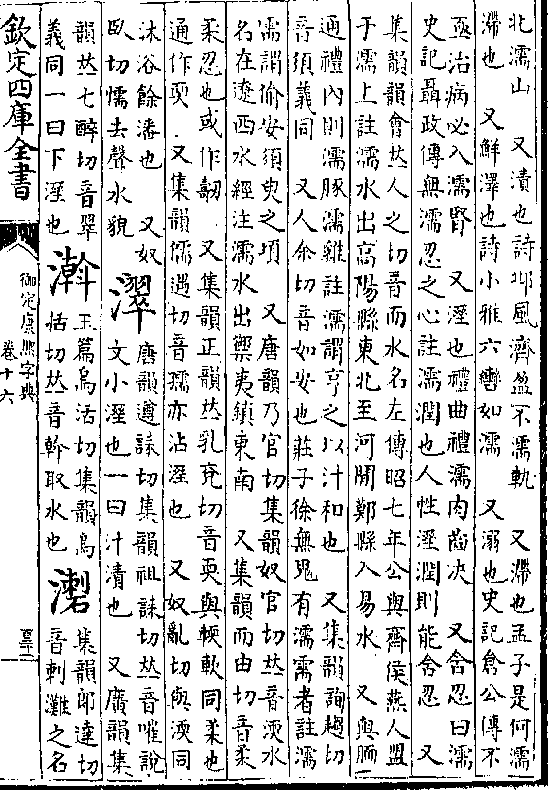 北濡山　又漬也詩邶風濟盈不濡軌　又滯也孟子是何濡
滯也　又鮮澤也詩小雅六轡如濡　又溺也史記倉公傳不
亟治病必入濡腎　又溼也禮曲禮濡肉齒決　又含忍曰濡
史記聶政傳無濡忍之心註濡潤也人性溼潤則能含忍　又
集韻韻會𠀤人之切音而水名左傳昭七年公與齊侯燕人盟
于濡上註濡水出高陽縣東北至河間鄚縣入易水　又與胹
通禮內則濡豚濡雞註濡謂亨之以汁和也　又集韻詢趨切
音須義同　又人余切音如安也莊子徐無鬼有濡需者註濡
需謂偷安須臾之頃　又唐韻乃官切集韻奴官切𠀤音渜水
名在遼西水經注濡水出禦夷鎮東南　又集韻而由切音柔
柔忍也或作韌　又集韻正韻𠀤乳兗切音耎與輭軟同柔也
通作耎　又集韻儒遇切音孺亦沾溼也　又奴亂切與渜同
沐浴餘潘也　又奴
臥切懦去聲水貌
濢
唐韻遵誄切集韻祖誄切𠀤音嗺說
文小溼也一曰汁漬也　又廣韻集
韻𠀤七醉切音翠
義同一曰下溼也
㶇
玉篇烏活切集韻烏
括切𠀤音斡取水也
㶀
集韻郎達切
音剌灘之名
欽定四庫全書
御定康熙字典
卷十六